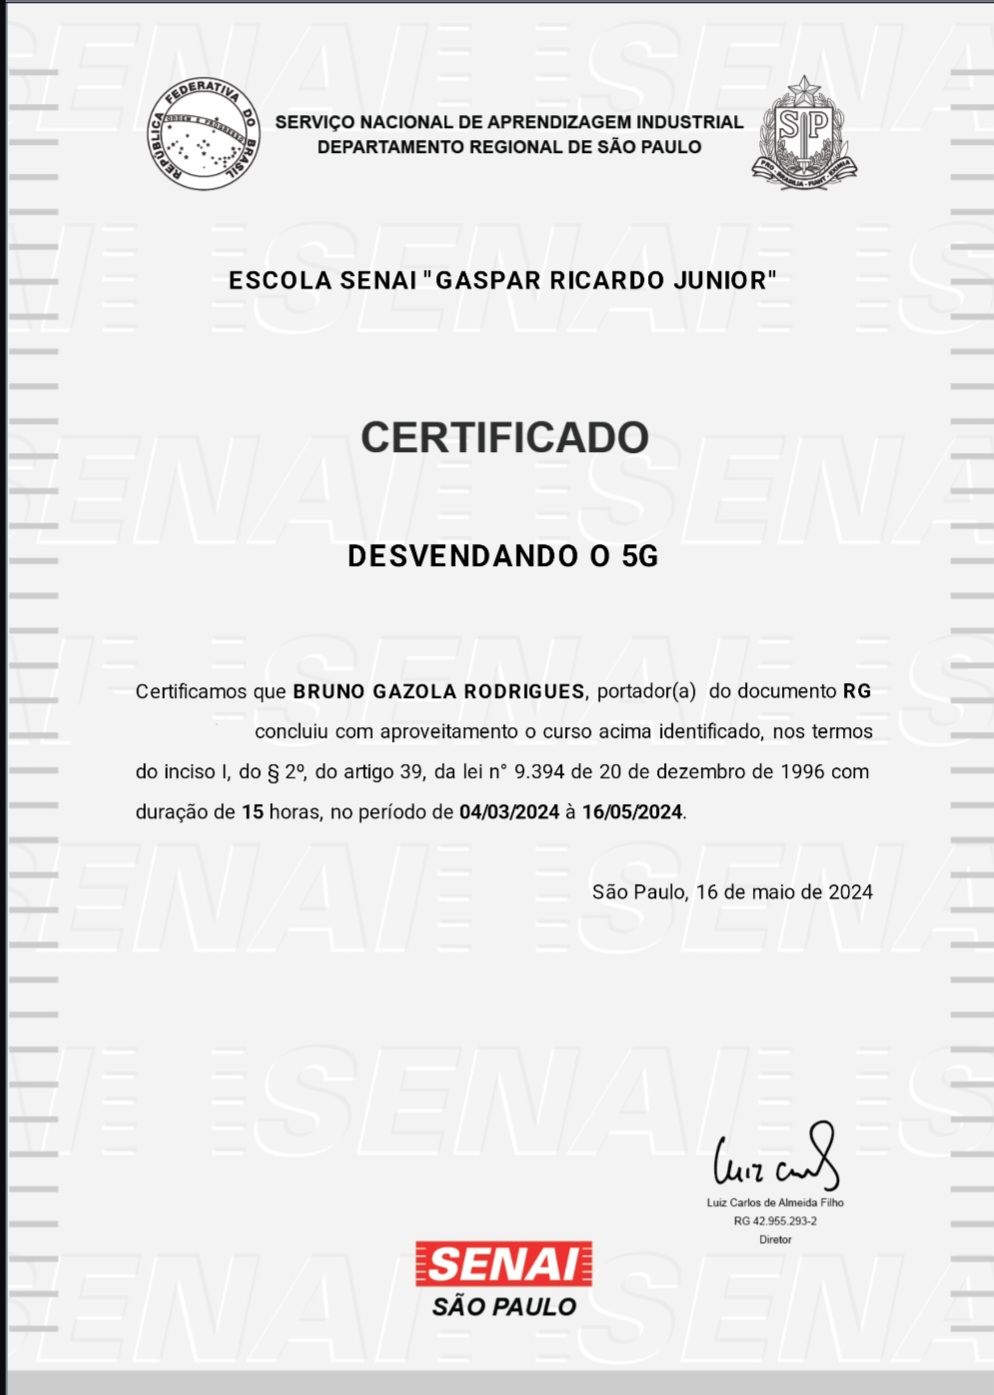 REPÚBLICA FEDERATIVA DO BRASIL
ORDEM E PROGRESSO
SERVIÇO NACIONAL DE APRENDIZAGEM INDUSTRIAL
DEPARTAMENTO REGIONAL DE SÃO PAULO
SP
PRO · BRASILIA · FIANT · EXIMIA
ESCOLA SENAI "GASPAR RICARDO JUNIOR"
CERTIFICADO
DESVENDANDO O 5G
Certificamos que BRUNO GAZOLA RODRIGUES, portador(a) do documento RG
concluiu com aproveitamento o curso acima identificado, nos termos
do inciso I, do § 2º, do artigo 39, da lei n° 9.394 de 20 de dezembro de 1996 com
duração de 15 horas, no período de 04/03/2024 à 16/05/2024.
São Paulo, 16 de maio de 2024
Luiz Carlos de Almeida Filho
RG 42.955.293-2
Diretor
SENAI
SÃO PAULO